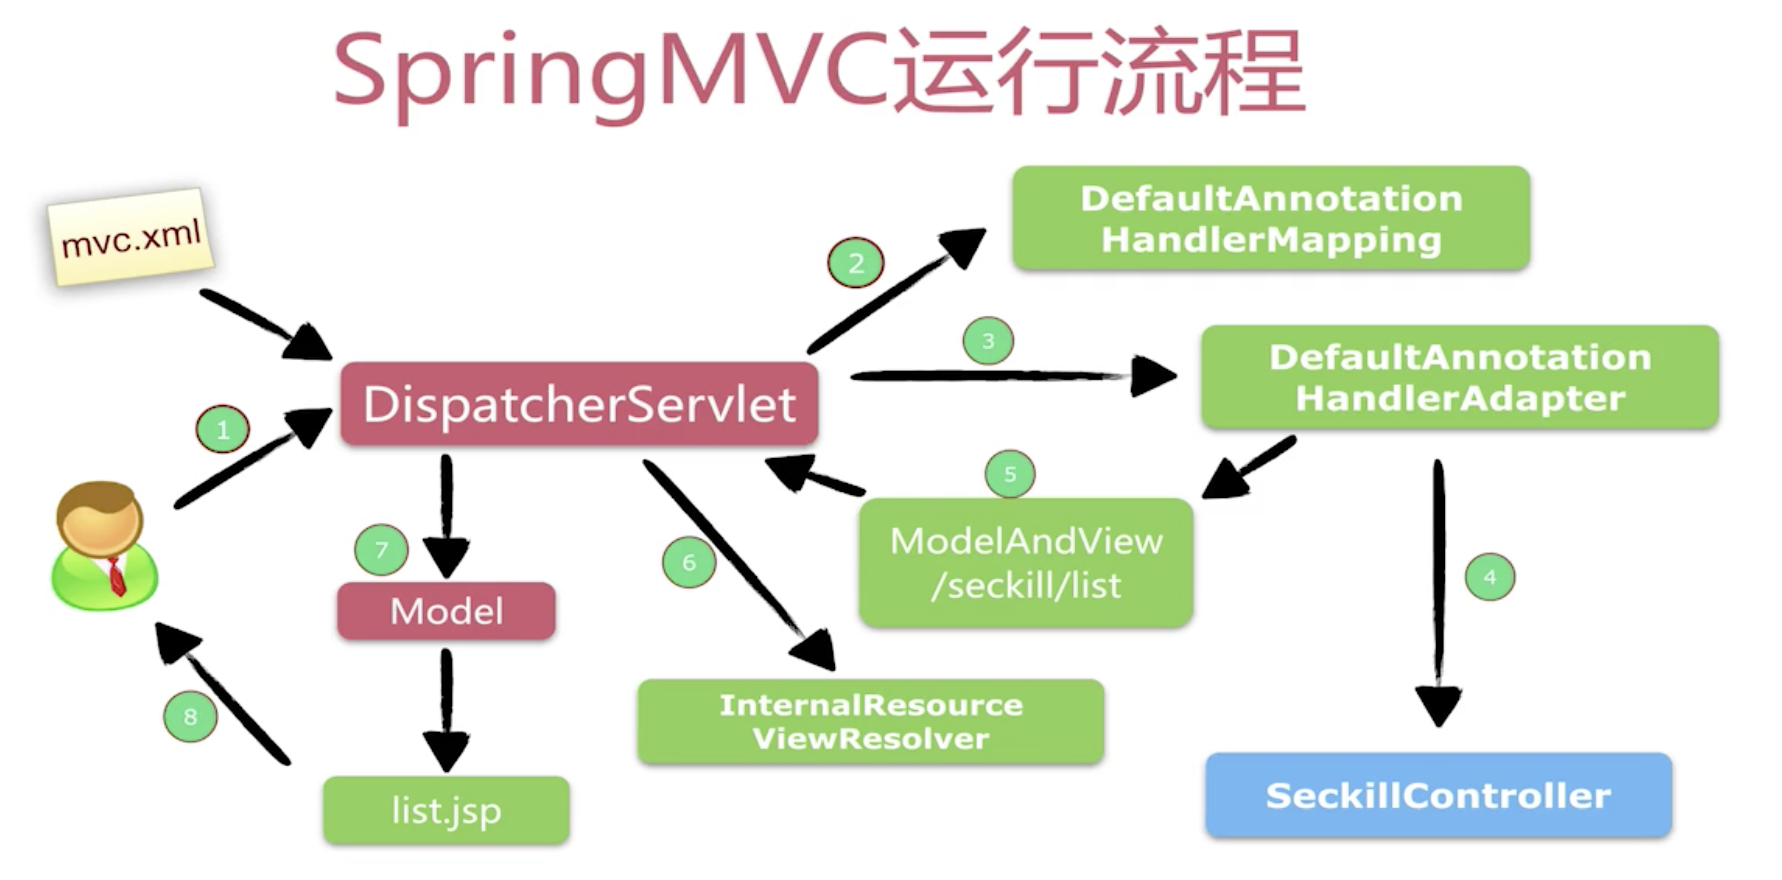 SpringMVC运行流程
mvc.xml
DefaultAnnotation
HandlerMapping
2
3
DefaultAnnotation
HandlerAdapter
DispatcherServlet
1
5
ModelAndView
/seckill/list
4
7
6
Model
InternalResource
ViewResolver
8
list.jsp
SeckillController